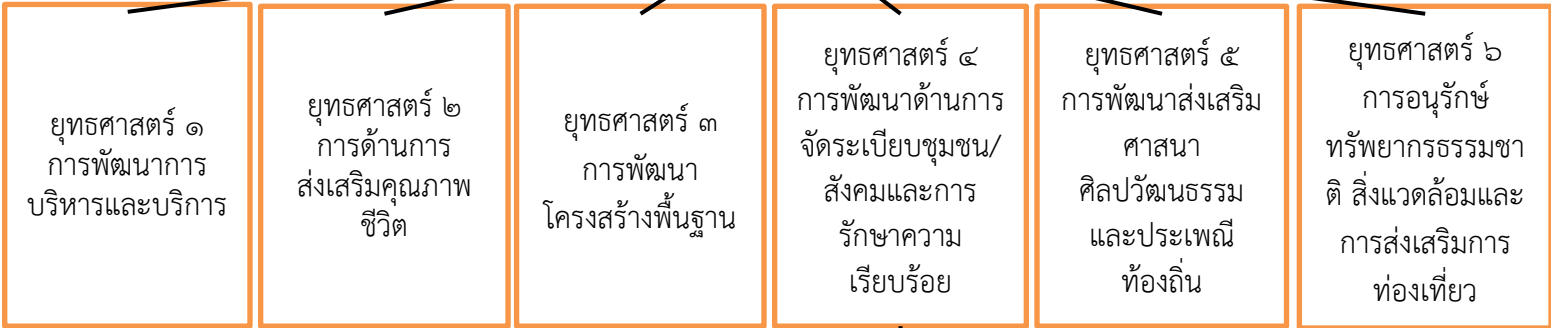 ยุทธศาสตร์ ๑
การพัฒนาการ
บริหารและบริการ
ยุทธศาสตร์ ๒
การด้านการ
ส่งเสริมคุณภาพ
ชีวิต
ยุทธศาสตร์ ๓
การพัฒนา
โครงสร้างพื้นฐาน
ยุทธศาสตร์ ๔
การพัฒนาด้านการ
จัดระเบียบชุมชน/
สังคมและการ
รักษาความ
เรียบร้อย
ยุทธศาสตร์ ๕
การพัฒนาส่งเสริม
ศาสนา
ศิลปวัฒนธรรม
และประเพณี
ท้องถิ่น
ยุทธศาสตร์ ๖
การอนุรักษ์
ทรัพยากรธรรมชา
ติ สิ่งแวดล้อมและ
การส่งเสริมการ
ท่องเที่ยว